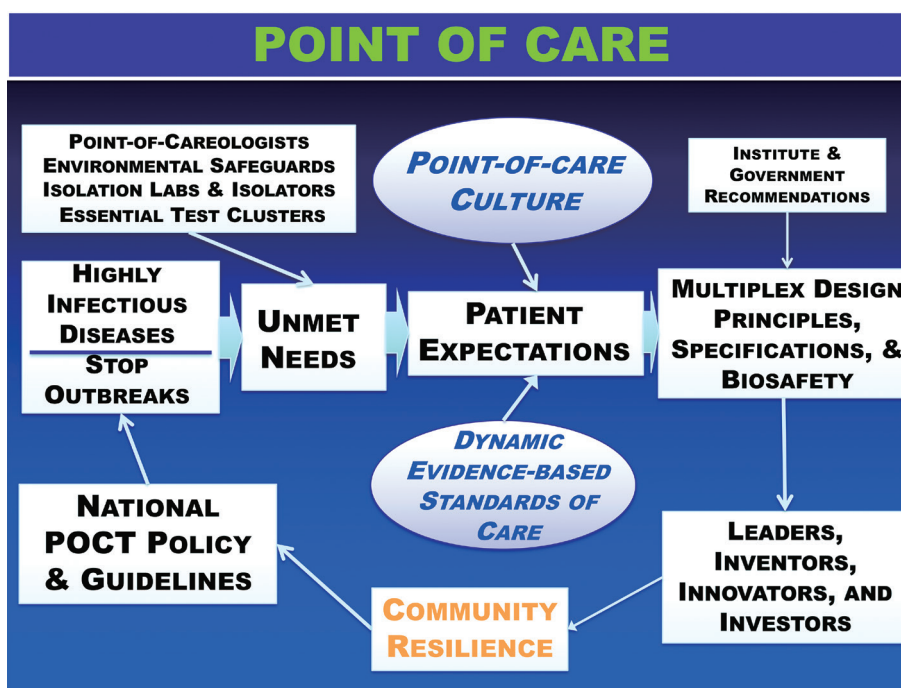 POINT OF CARE
POINT-OF-CAREOLOGISTS
ENVIRONMENTAL SAFEGUARDS
ISOLATION LABS & ISOLATORS
ESSENTIAL TEST CLUSTERS
POINT-OF-CARE
CULTURE
INSTITUTE &
GOVERNMENT
RECOMMENDATIONS
HIGHLY
INFECTIOUS
DISEASES
STOP
OUTBREAKS
UNMET
NEEDS
PATIENT
EXPECTATIONS
MULTIPLEX DESIGN
PRINCIPLES,
SPECIFICATIONS, &
BIOSAFETY
DYNAMIC
EVIDENCE-BASED
STANDARDS OF
CARE
NATIONAL
POCT POLICY
& GUIDELINES
COMMUNITY
RESILIENCE
LEADERS,
INVENTORS,
INNOVATORS, AND
INVESTORS